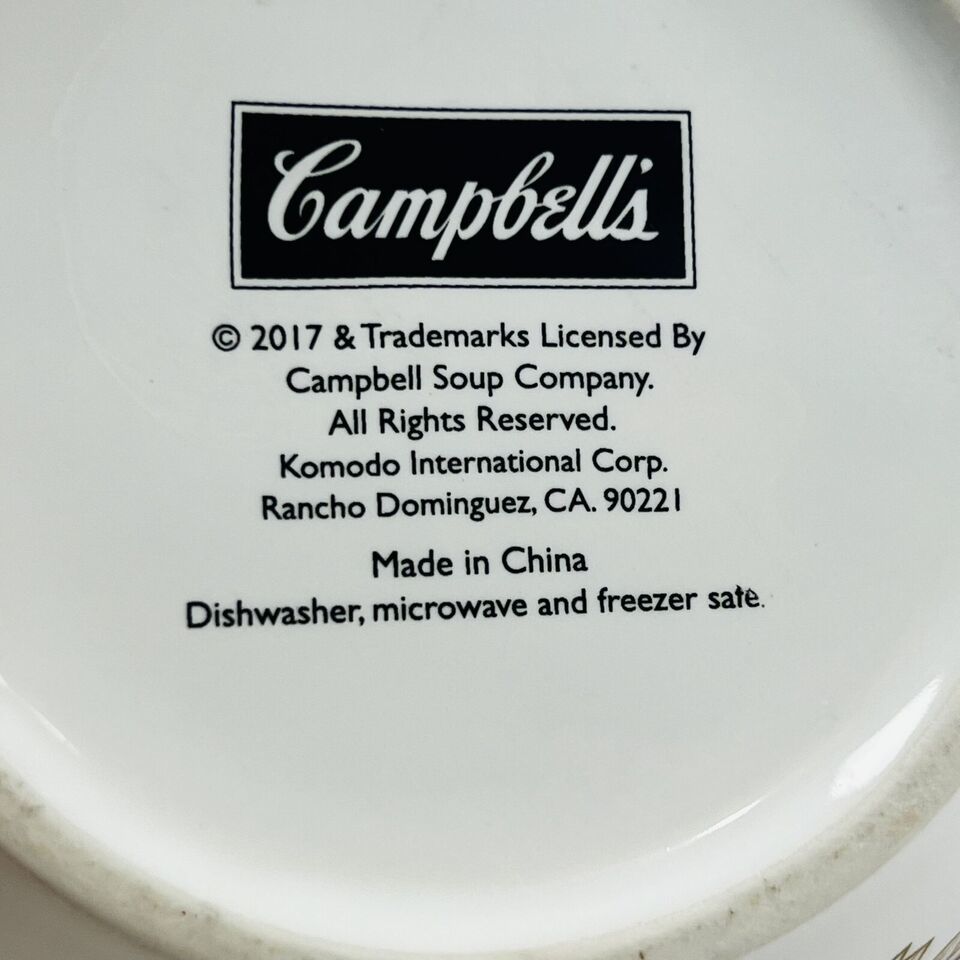 Campbell's
© 2017 & Trademarks Licensed By
Campbell Soup Company.
All Rights Reserved.
Komodo International Corp.
Rancho Dominguez, CA. 90221
Made in China
Dishwasher, microwave and freezer safe.